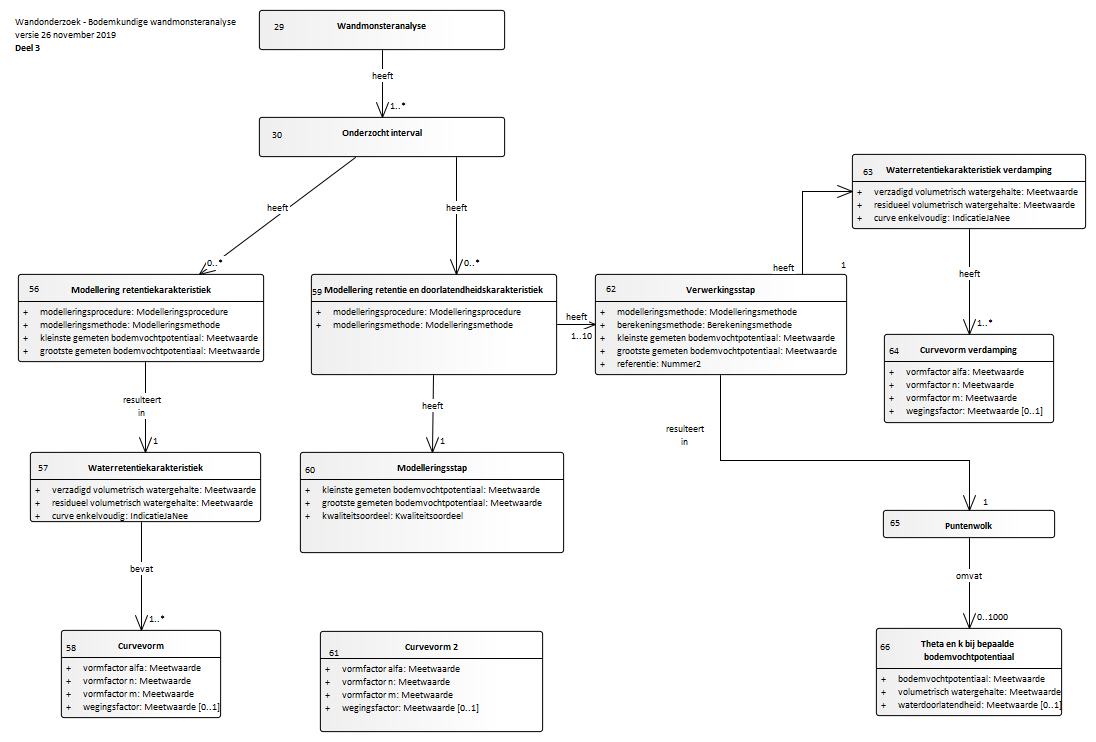 Wandonderzoek - Bodemkundige wandmonsteranalyse
versie 26 november 2019
Deel 3
29 Wandmonsteranalyse
heeft
1..*
30 Onderzocht interval
heeft
0..*
heeft
0..*
56 Modellering retentiekarakteristiek
+ modelleringsprocedure: Modelleringsprocedure
+ modelleringsmethode: Modelleringsmethode
+ kleinste gemeten bodemvochtpotentiaal: Meetwaarde
+ grootste gemeten bodemvochtpotentiaal: Meetwaarde
resulteert
in
1
57 Waterretentiekarakteristiek
+ verzadigd volumetrisch watergehalte: Meetwaarde
+ residueel volumetrisch watergehalte: Meetwaarde
+ curve enkelvoudig: IndicatieJaNee
bevat
1..*
58 Curvevorm
+ vormfactor alfa: Meetwaarde
+ vormfactor n: Meetwaarde
+ vormfactor m: Meetwaarde
+ wegingsfactor: Meetwaarde [0..1]
59 Modellering retentie en doorlatendheidskarakteristiek
+ modelleringsprocedure: Modelleringsprocedure
+ modelleringsmethode: Modelleringsmethode
heeft
1
60 Modelleringsstap
+ kleinste gemeten bodemvochtpotentiaal: Meetwaarde
+ grootste gemeten bodemvochtpotentiaal: Meetwaarde
+ kwaliteitsoordeel: Kwaliteitsoordeel
61 Curvevorm 2
+ vormfactor alfa: Meetwaarde
+ vormfactor n: Meetwaarde
+ vormfactor m: Meetwaarde
+ wegingsfactor: Meetwaarde [0..1]
heeft
1..10
62 Verwerkingsstap
+ modelleringsmethode: Modelleringsmethode
+ berekeningsmethode: Berekeningsmethode
+ kleinste gemeten bodemvochtpotentiaal: Meetwaarde
+ grootste gemeten bodemvochtpotentiaal: Meetwaarde
+ referentie: Nummer2
heeft
1
63 Waterretentiekarakteristiek verdamping
+ verzadigd volumetrisch watergehalte: Meetwaarde
+ residueel volumetrisch watergehalte: Meetwaarde
+ curve enkelvoudig: IndicatieJaNee
heeft
1..*
64 Curvevorm verdamping
+ vormfactor alfa: Meetwaarde
+ vormfactor n: Meetwaarde
+ vormfactor m: Meetwaarde
+ wegingsfactor: Meetwaarde [0..1]
resulteert
in
1
65 Puntenwolk
omvat
0..1000
66 Theta en k bij bepaalde
bodemvochtpotentiaal
+ bodemvochtpotentiaal: Meetwaarde
+ volumetrisch watergehalte: Meetwaarde
+ waterdoorlatendheid: Meetwaarde [0..1]